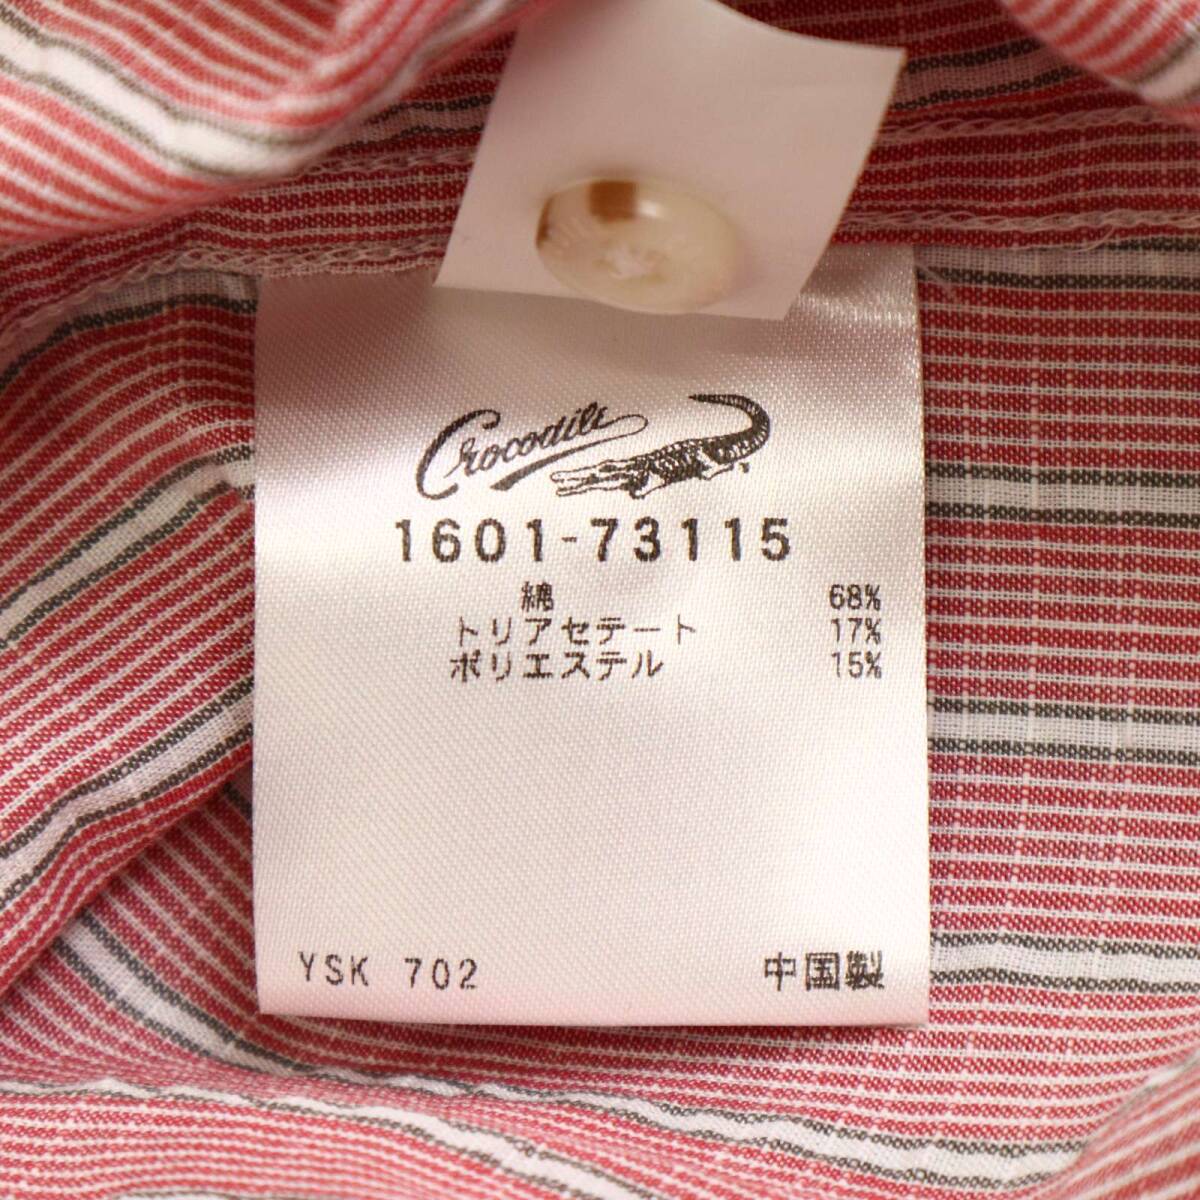 Crocodile
1601-73115
綿 68%
トリアセテート 17%
ポリエステル 15%
YSK 702 中国製